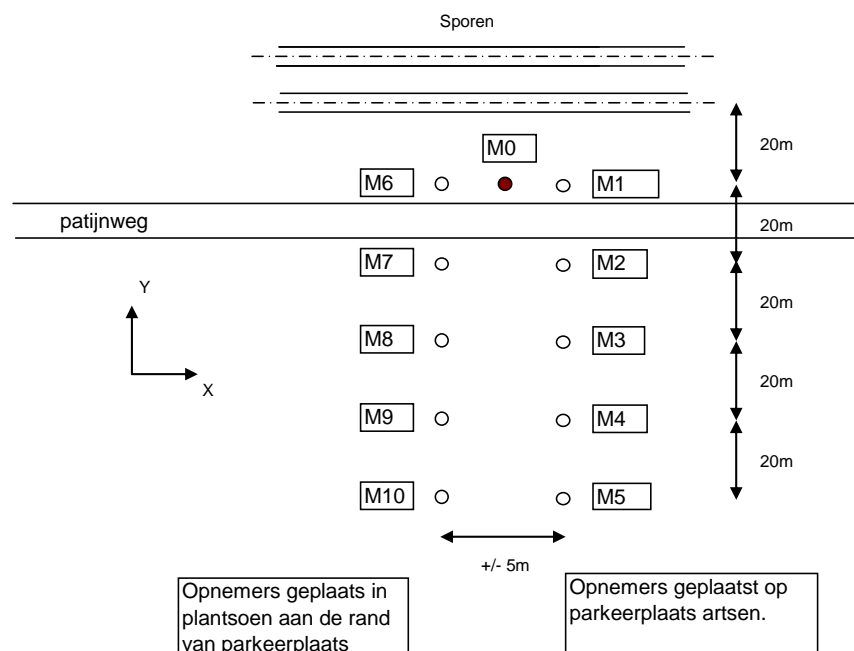 Sporen
20m
M0
M6
M1
patijnweg
20m
M7
M2
Y
20m
M8
M3
X
20m
M9
M4
20m
M10
M5
+/- 5m
Opnemers geplaats in
plantsoen aan de rand
van parkeerplaats
Opnemers geplaatst op
parkeerplaats artsen.